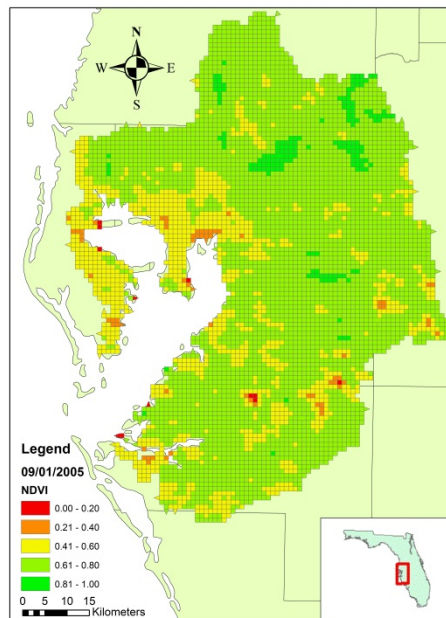 N
W E
S
Legend
09/01/2005
NDVI
0.00 - 0.20
0.21 - 0.40
0.41 - 0.60
0.61 - 0.80
0.81 - 1.00
0 5 10 15
Kilometers